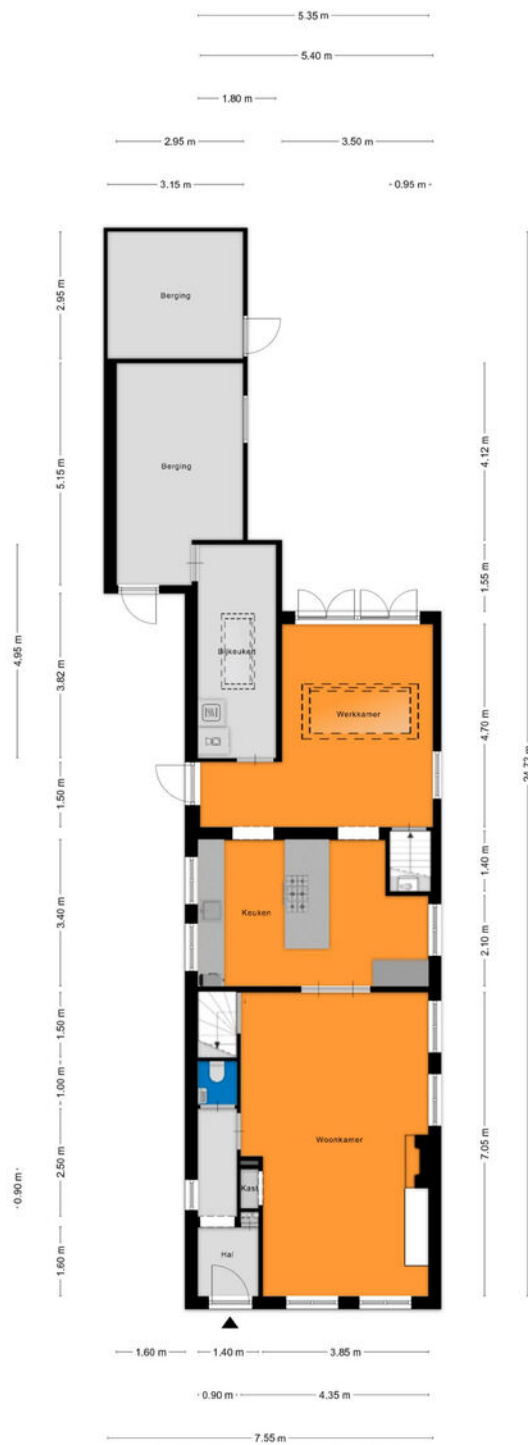 5.35 m
5.40 m
1.80 m
2.95 m
3.50 m
3.15 m
0.95 m
2.95 m
Berging
5.15 m
4.12 m
Berging
4.95 m
1.55 m
3.82 m
Bijkeuken
4.70 m
Werkkamer
1.50 m
3.40 m
1.40 m
Keuken
2.10 m
1.50 m
1.00 m
Woonkamer
7.05 m
2.50 m
0.90 m
Kast
1.60 m
Hal
1.60 m
1.40 m
3.85 m
0.90 m
4.35 m
7.55 m